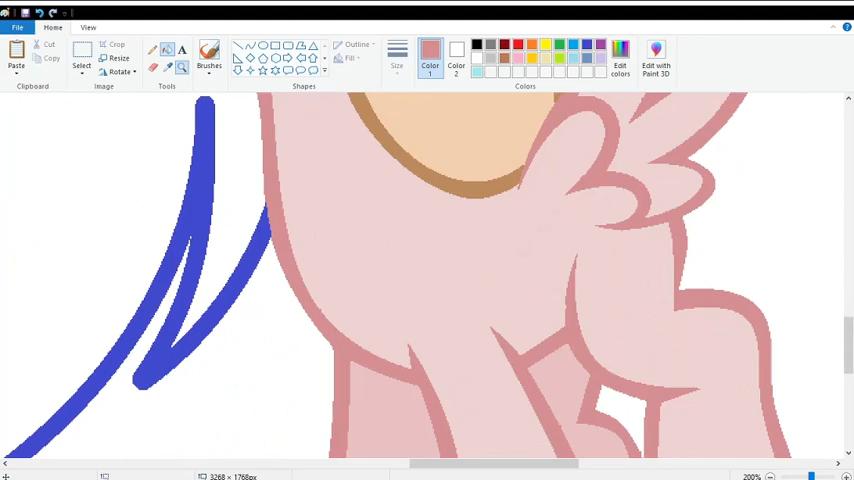 File Home View
Paste
Cut
Copy
Clipboard
Select
Crop
Resize
Rotate
Image
A
Tools
Brushes
Shapes
Outline
Fill
Size
Color
1
Color
2
Edit
colors
Colors
Edit with
Paint 3D
3268 × 1768px
200%